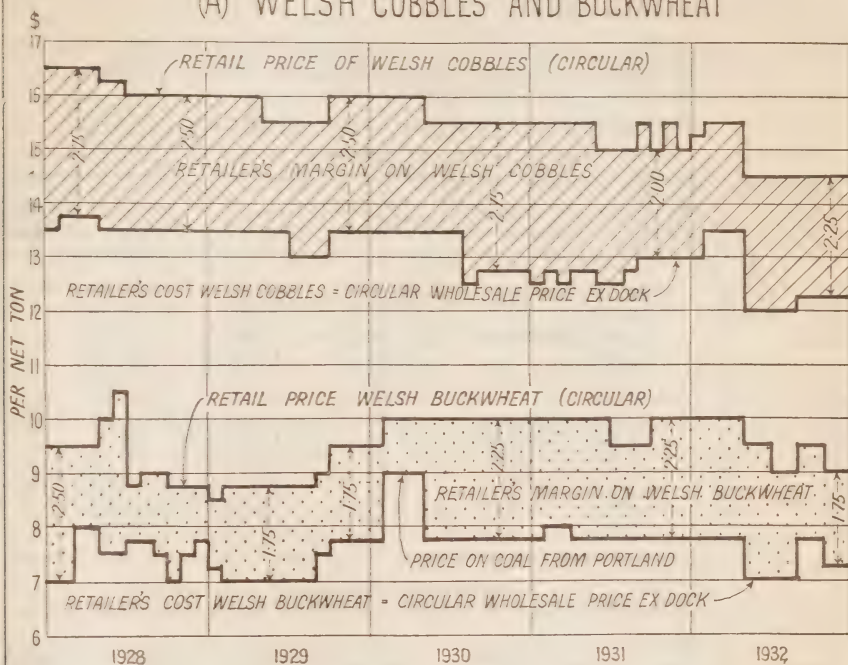 (A) WELSH COBBLES AND BUCKWHEAT
$
17
RETAIL PRICE OF WELSH COBBLES (CIRCULAR)
16
2.75
2.50
2.50
15
RETAILER'S MARGIN ON WELSH COBBLES
2.75
2.00
14
2.25
13
RETAILER'S COST WELSH COBBLES = CIRCULAR WHOLESALE PRICE EX DOCK
12
PER NET TON
11
RETAIL PRICE WELSH BUCKWHEAT (CIRCULAR)
10
2.25
2.25
9
RETAILER'S MARGIN ON WELSH BUCKWHEAT
2.50
1.75
1.75
1.75
8
PRICE ON COAL FROM PORTLAND
7
RETAILER'S COST WELSH BUCKWHEAT = CIRCULAR WHOLESALE PRICE EX DOCK
6
1928 1929 1930 1931 1932